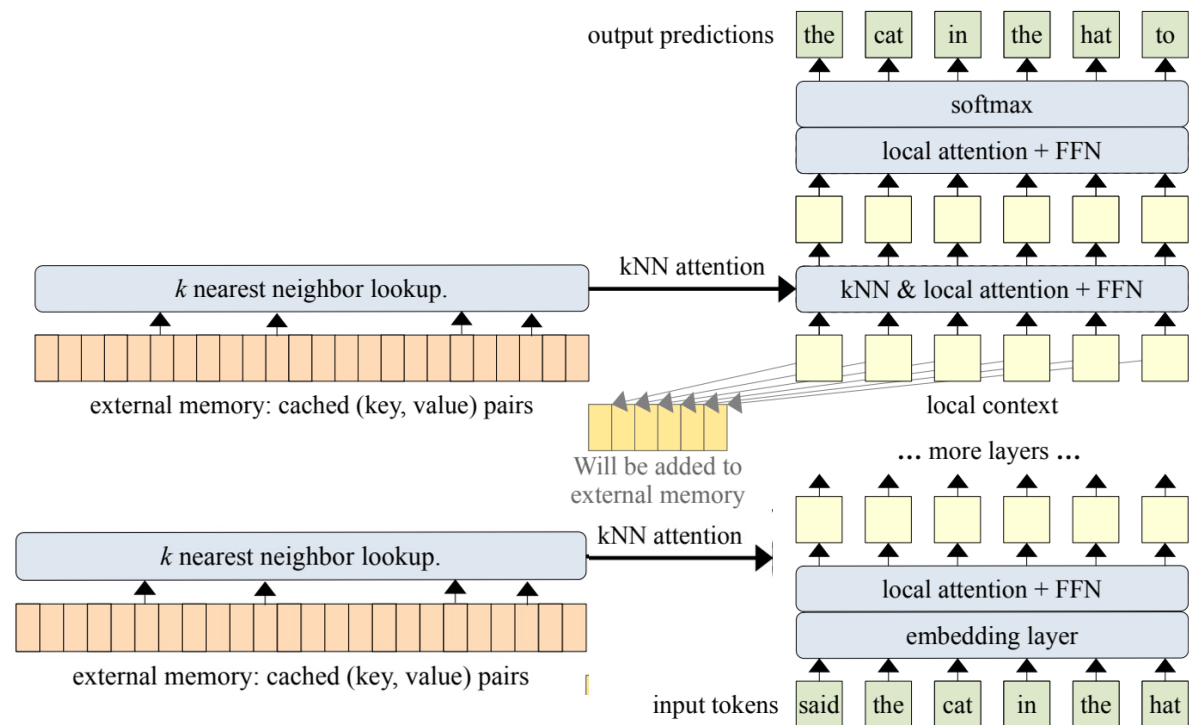 output predictions the cat in the hat to
softmax
local attention + FFN
kNN attention
k nearest neighbor lookup.
kNN & local attention + FFN
external memory: cached (key, value) pairs
local context
Will be added to
external memory
... more layers ...
kNN attention
k nearest neighbor lookup.
local attention + FFN
embedding layer
external memory: cached (key, value) pairs
input tokens said the cat in the hat